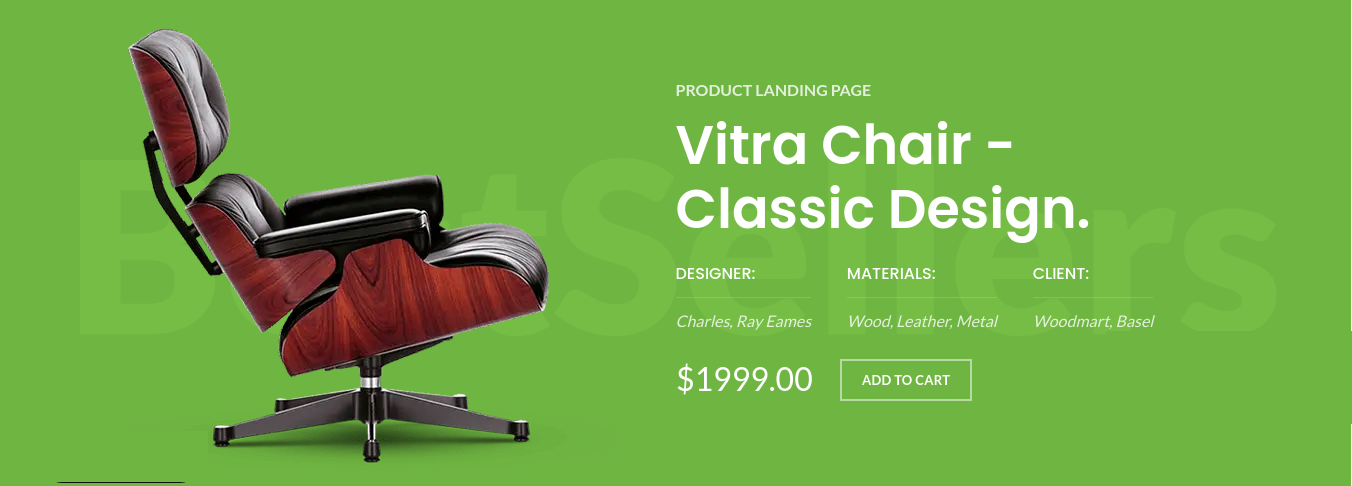 BestSellers
PRODUCT LANDING PAGE
Vitra Chair -
Classic Design.
DESIGNER: MATERIALS: CLIENT:
Charles, Ray Eames Wood, Leather, Metal Woodmart, Basel
$1999.00 ADD TO CART